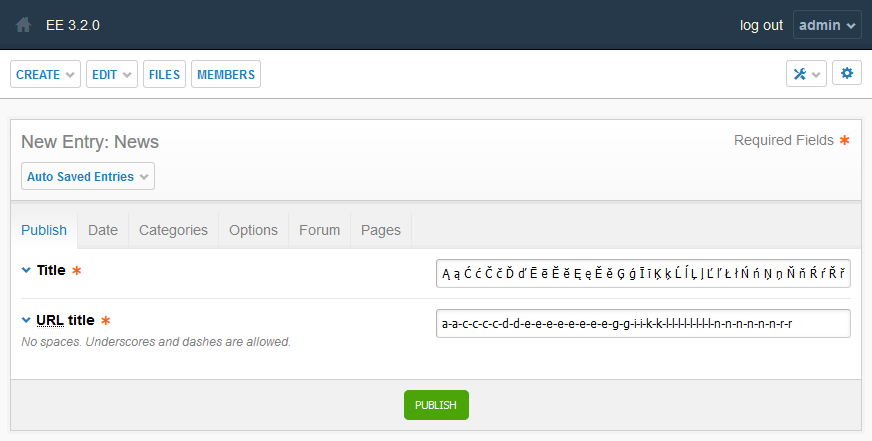 EE 3.2.0
log out
admin
CREATE
EDIT
FILES
MEMBERS
New Entry: News
Required Fields ✱
Auto Saved Entries
Publish
Date
Categories
Options
Forum
Pages
Title ✱
Ą ą Ć ć Č č Ď ď Ē ē Ĕ ĕ Ę ę Ě ě Ģ ģ Ī ī Ķ ķ Ĺ ĺ Ļ ļ Ľ ľ Ł ł Ń ń Ņ ņ Ň ň Ŕ ŕ Ř ř
URL title ✱
a-a-c-c-c-c-d-d-e-e-e-e-e-e-e-e-g-g-i-i-k-k-l-l-l-l-l-l-l-l-n-n-n-n-n-n-r-r
No spaces. Underscores and dashes are allowed.
PUBLISH